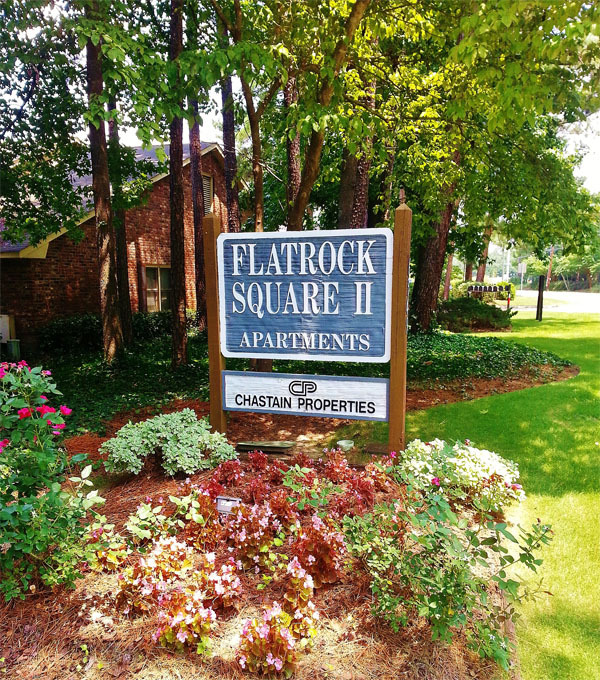 FLATROCK
SQUARE II
APARTMENTS
CP
CHASTAIN PROPERTIES